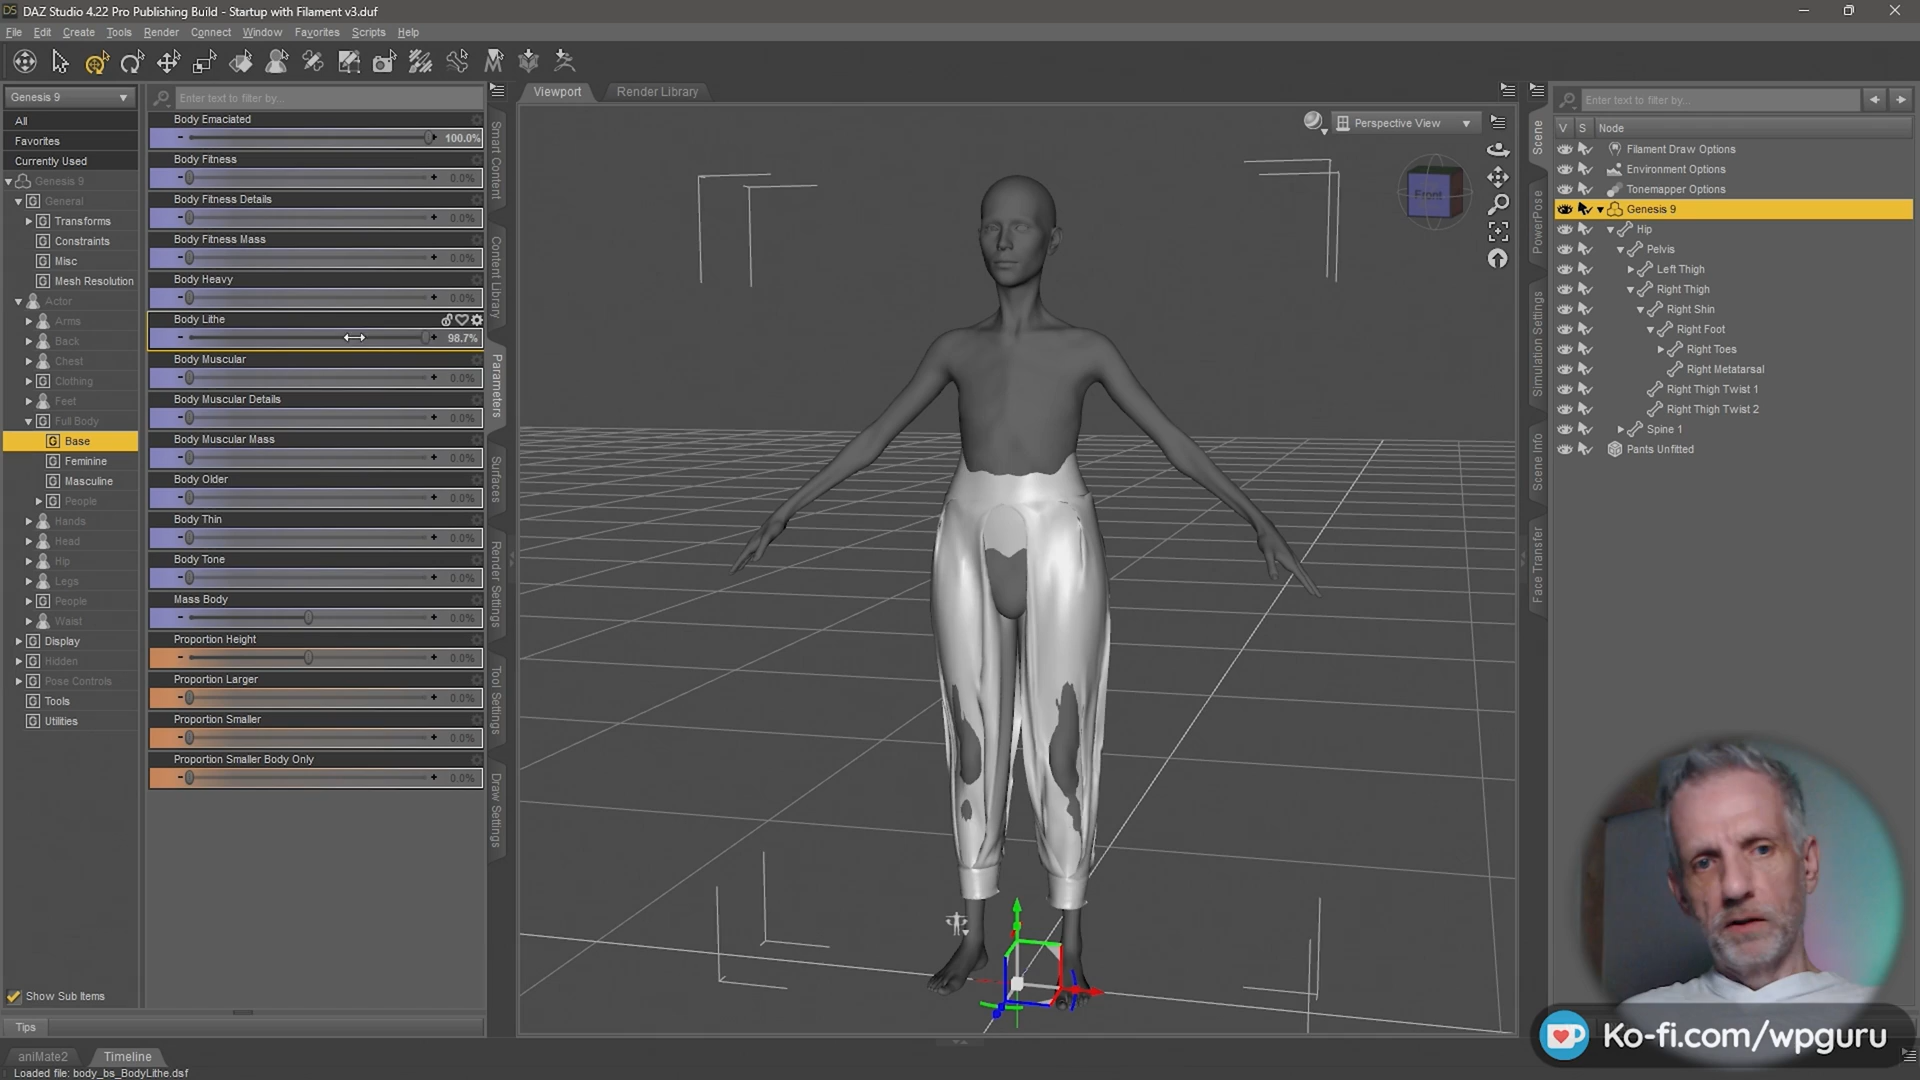 DAZ Studio 4.22 Pro Publishing Build - Startup with Filament v3.duf
File Edit Create Tools Render Connect Window Favorites Scripts Help
Genesis 9
All
Favorites
Currently Used
Genesis 9
General
Transforms
Constraints
Misc
Mesh Resolution
Actor
Arms
Back
Chest
Clothing
Feet
Full Body
Base
Feminine
Masculine
People
Hands
Head
Hip
Legs
People
Waist
Display
Hidden
Pose Controls
Tools
Utilities
Show Sub Items
Tips
aniMate2 Timeline
Loaded file: body_bs_BodyLithe.dsf
Enter text to filter by...
Body Emaciated
100.0%
Body Fitness
0.0%
Body Fitness Details
0.0%
Body Fitness Mass
0.0%
Body Heavy
0.0%
Body Lithe
98.7%
Body Muscular
0.0%
Body Muscular Details
0.0%
Body Muscular Mass
0.0%
Body Older
0.0%
Body Thin
0.0%
Body Tone
0.0%
Mass Body
0.0%
Proportion Height
0.0%
Proportion Larger
0.0%
Proportion Smaller
0.0%
Proportion Smaller Body Only
0.0%
Smart Content
Content Library
Parameters
Surfaces
Render Settings
Tool Settings
Draw Settings
Viewport Render Library
Perspective View
Front
Scene
PowerPose
Simulation Settings
Scene Info
Face Transfer
Enter text to filter by...
V S Node
Filament Draw Options
Environment Options
Tonemapper Options
Genesis 9
Hip
Pelvis
Left Thigh
Right Thigh
Right Shin
Right Foot
Right Toes
Right Metatarsal
Right Thigh Twist 1
Right Thigh Twist 2
Spine 1
Pants Unfitted
Ko-fi.com/wpguru